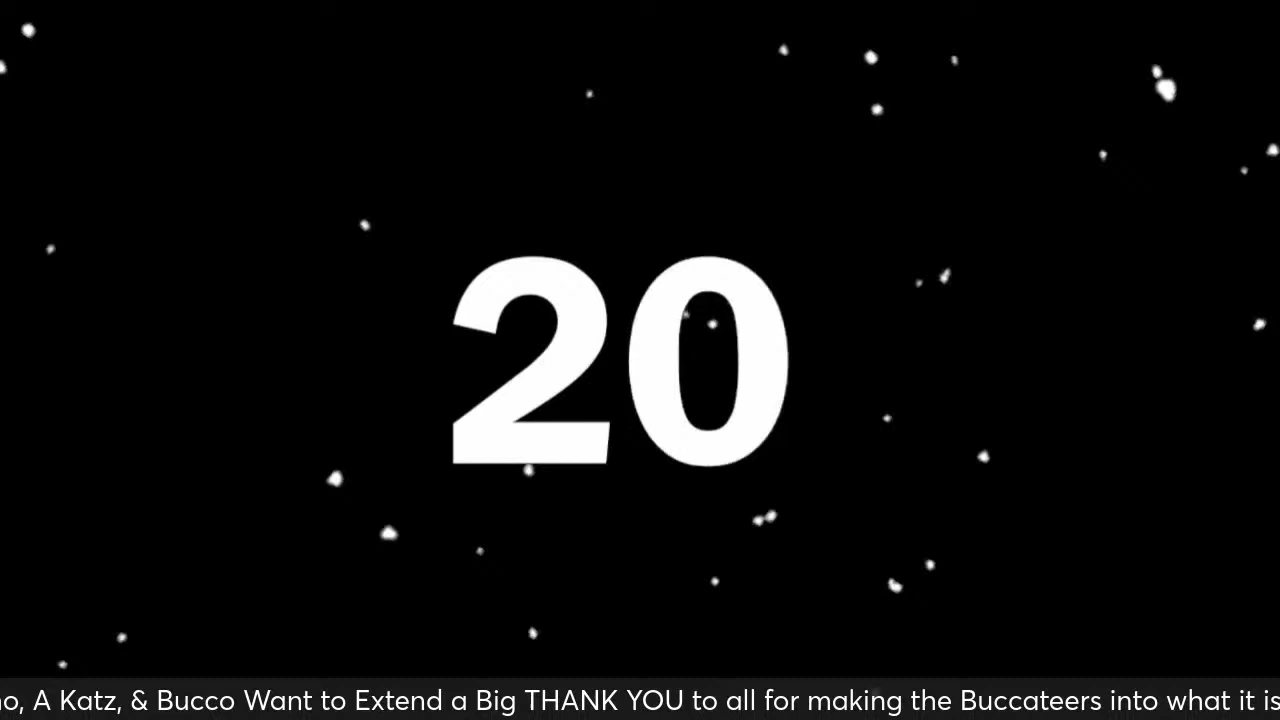 20
A Katz, & Bucco Want to Extend a Big THANK YOU to all for making the Buccateers into what it is